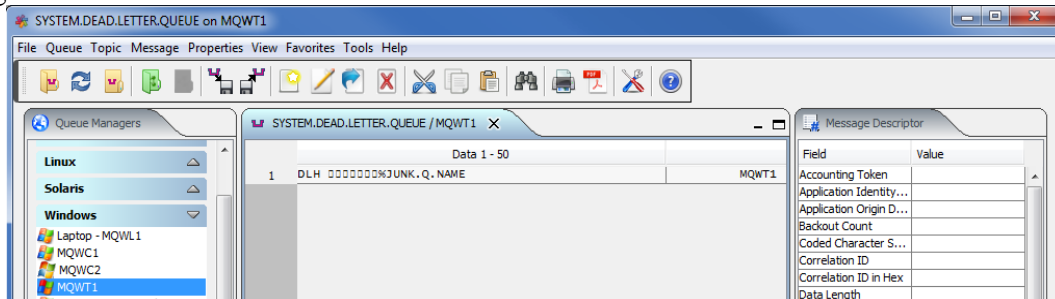 SYSTEM.DEAD.LETTER.QUEUE on MQWT1
File Queue Topic Message Properties View Favorites Tools Help
Queue Managers
SYSTEM.DEAD.LETTER.QUEUE / MQWT1
Message Descriptor
Linux
Solaris
Windows
Laptop - MQWL1
MQWC1
MQWC2
MQWT1
Data 1 - 50
1 DLH □□□□□□□%JUNK.Q.NAME MQWT1
Field Value
Accounting Token
Application Identity...
Application Origin D...
Backout Count
Coded Character S...
Correlation ID
Correlation ID in Hex
Data Length